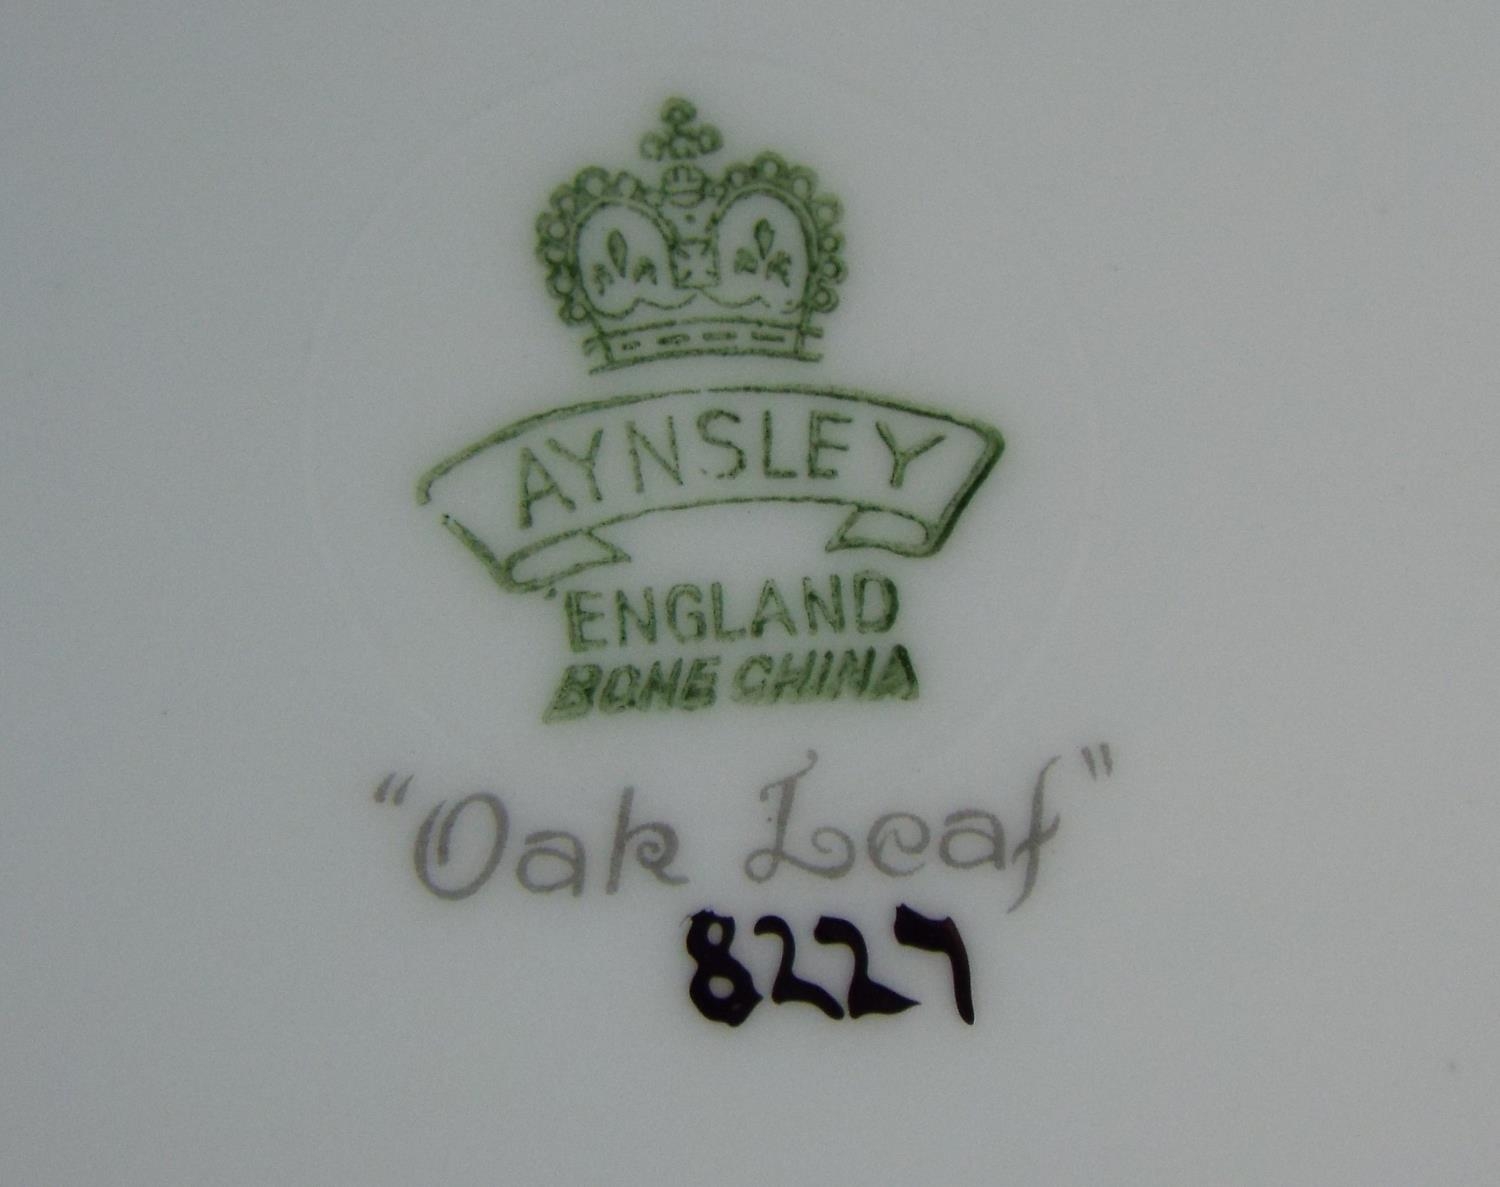 AYNSLEY
ENGLAND
BONE CHINA
"Oak Leaf"
8227